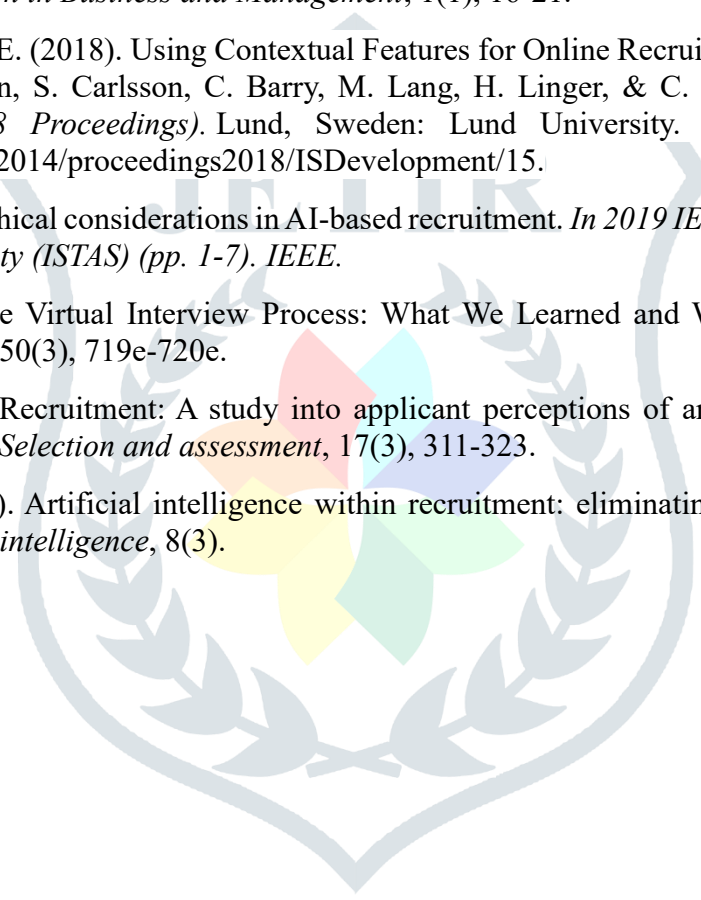 n in Business and Management, 1(1), 16-21.
E. (2018). Using Contextual Features for Online Recrui
n, S. Carlsson, C. Barry, M. Lang, H. Linger, & C.
8 Proceedings). Lund, Sweden: Lund University.
2014/proceedings2018/ISDevelopment/15.
JETIR
hical considerations in AI-based recruitment. In 2019 IE
ty (ISTAS) (pp. 1-7). IEEE.
e Virtual Interview Process: What We Learned and W
50(3), 719e-720e.
Recruitment: A study into applicant perceptions of an
Selection and assessment, 17(3), 311-323.
). Artificial intelligence within recruitment: eliminatin
intelligence, 8(3).